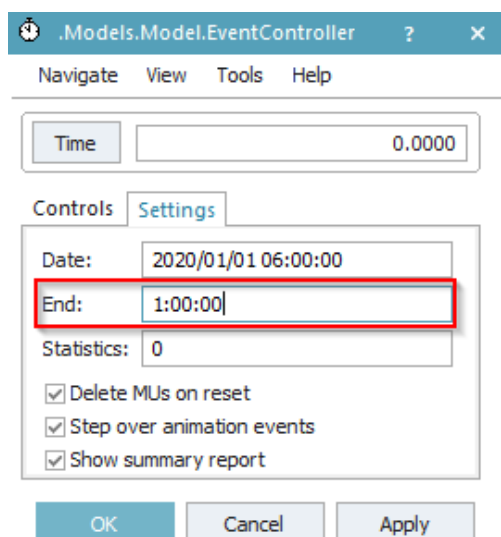 .Models.Model.EventController ? ×
Navigate View Tools Help
Time 0.0000
Controls Settings
Date: 2020/01/01 06:00:00
End: 1:00:00
Statistics: 0
Delete MUs on reset
Step over animation events
Show summary report
OK Cancel Apply